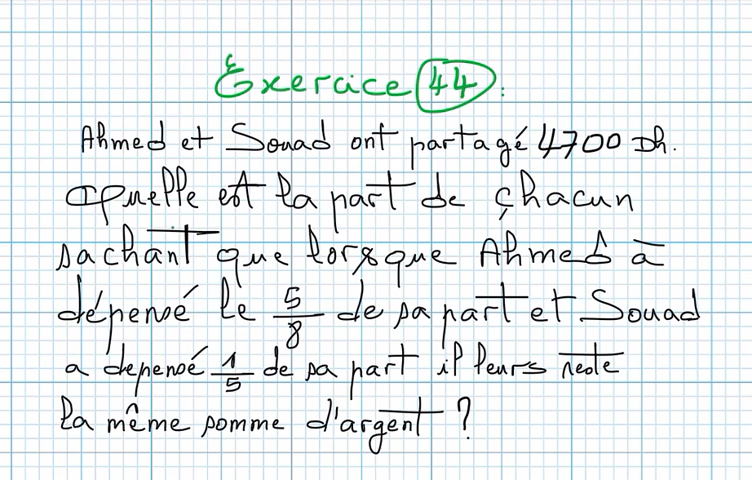 Exercice 44 :
Ahmed et Souad ont partagé 4700 Dh.
Quelle est la part de chacun
sachant que lorsque Ahmed à
dépensé le 5/8 de sa part et Souad
a depensé 1/5 de sa part il leurs reste
la même somme d'argent ?